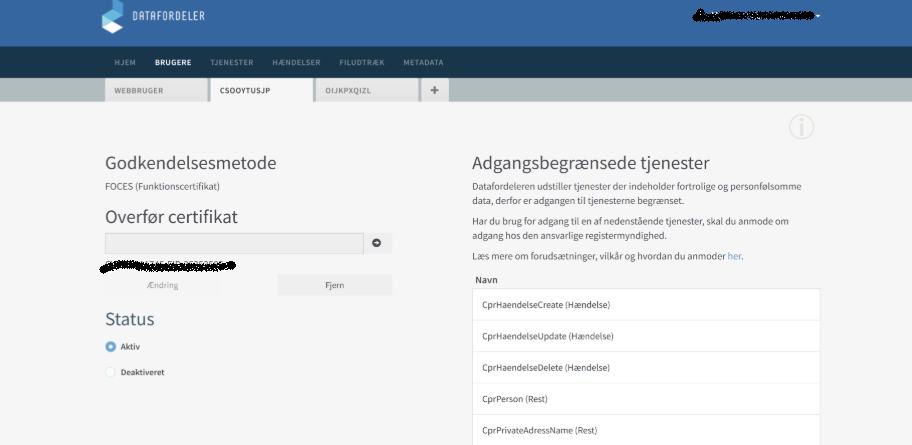 DATAFORDELER
HJEM BRUGERE TJENESTER HÆNDELSER FILUDTRÆK METADATA
WEBBRUGER CSOOYTUSJP OIJKPXQIZL +
Godkendelsesmetode
FOCES (Funktionscertifikat)
Overfør certifikat
Ændring Fjern
Status
Aktiv
Deaktiveret
Adgangsbegrænsede tjenester
Datafordeleren udstiller tjenester der indeholder fortrolige og personfølsomme
data, derfor er adgangen til tjenesterne begrænset.
Har du brug for adgang til en af nedenstående tjenester, skal du anmode om
adgang hos den ansvarlige registermyndighed.
Læs mere om forudsætninger, vilkår og hvordan du anmoder her.
Navn
CprHaendelseCreate (Hændelse)
CprHaendelseUpdate (Hændelse)
CprHaendelseDelete (Hændelse)
CprPerson (Rest)
CprPrivateAdressName (Rest)